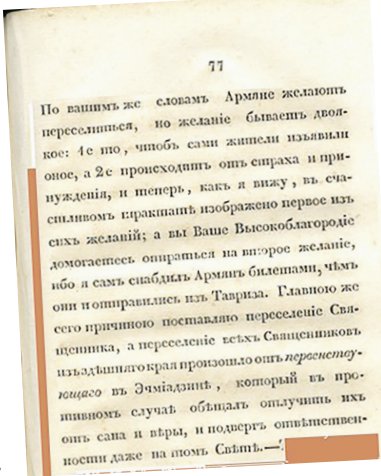 77
По вашимъ же словамъ Армяне желаютъ
переселиться, но желаніе бываетъ двоя-
кое: 1е то, чтобъ сами жители изъявили
оное, а 2е происходитъ отъ страха и при-
нужденія, и теперь, какъ я вижу, въ сча-
стливомъ трактатѣ изображено первое изъ
сихъ желаній; а вы Ваше Высокоблагородіе
домогаетесь опираться на второе желаніе,
ибо я самъ снабдилъ Армянъ билетами, чѣмъ
они и отправились изъ Тавриза. Главною же
сего причиною поставляю переселеніе Свя-
щенника, а переселеніе всѣхъ Священниковъ
изъ здѣшняго края произошло отъ первенству-
ющаго въ Эчміадзинѣ, который въ про-
тивномъ случаѣ обѣщалъ отлучить ихъ
отъ сана и вѣры, и подвергъ отвѣтствен-
ности даже на томъ Свѣтѣ.—